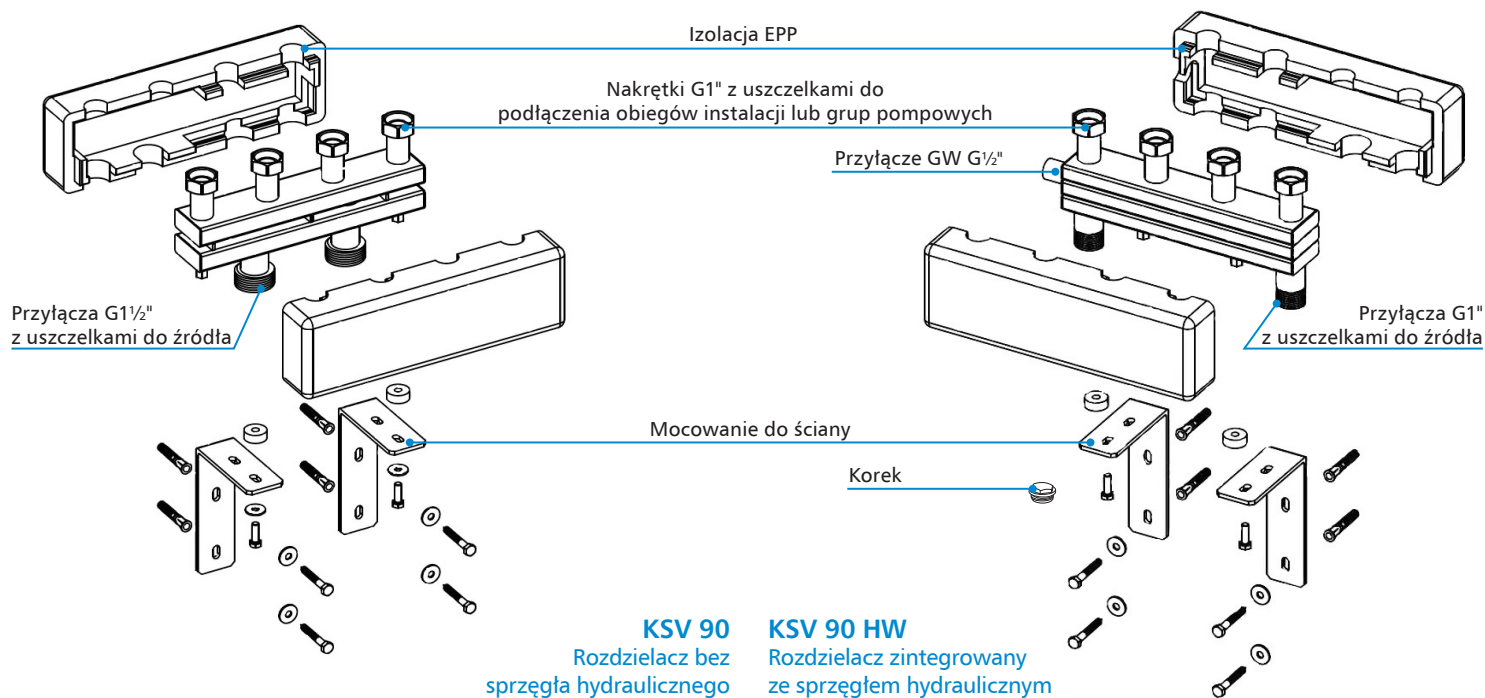 Izolacja EPP
Nakrętki G1" z uszczelkami do
podłączenia obiegów instalacji lub grup pompowych
Przyłącze GW G½"
Przyłącza G1½"
z uszczelkami do źródła
Przyłącza G1"
z uszczelkami do źródła
Mocowanie do ściany
Korek
KSV 90
Rozdzielacz bez
sprzęgła hydraulicznego
KSV 90 HW
Rozdzielacz zintegrowany
ze sprzęgłem hydraulicznym